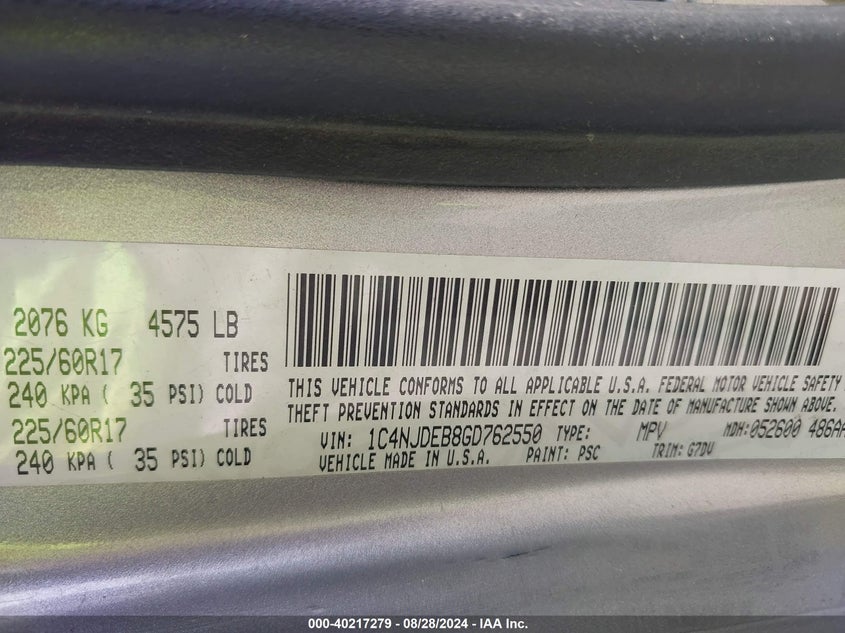 2076 KG 4575 LB
225/60R17 TIRES
240 KPA ( 35 PSI) COLD
225/60R17 TIRES
240 KPA ( 35 PSI) COLD
THIS VEHICLE CONFORMS TO ALL APPLICABLE U.S.A. FEDERAL MOTOR VEHICLE SAFETY
THEFT PREVENTION STANDARDS IN EFFECT ON THE DATE OF MANUFACTURE SHOWN ABOVE.
VIN: 1C4NJDEB8GD762550 TYPE: MPV MDH: 052600 486AA
VEHICLE MADE IN U.S.A. PAINT: PSC TRIM: G7DV
000-40217279 - 08/28/2024 - IAA Inc.